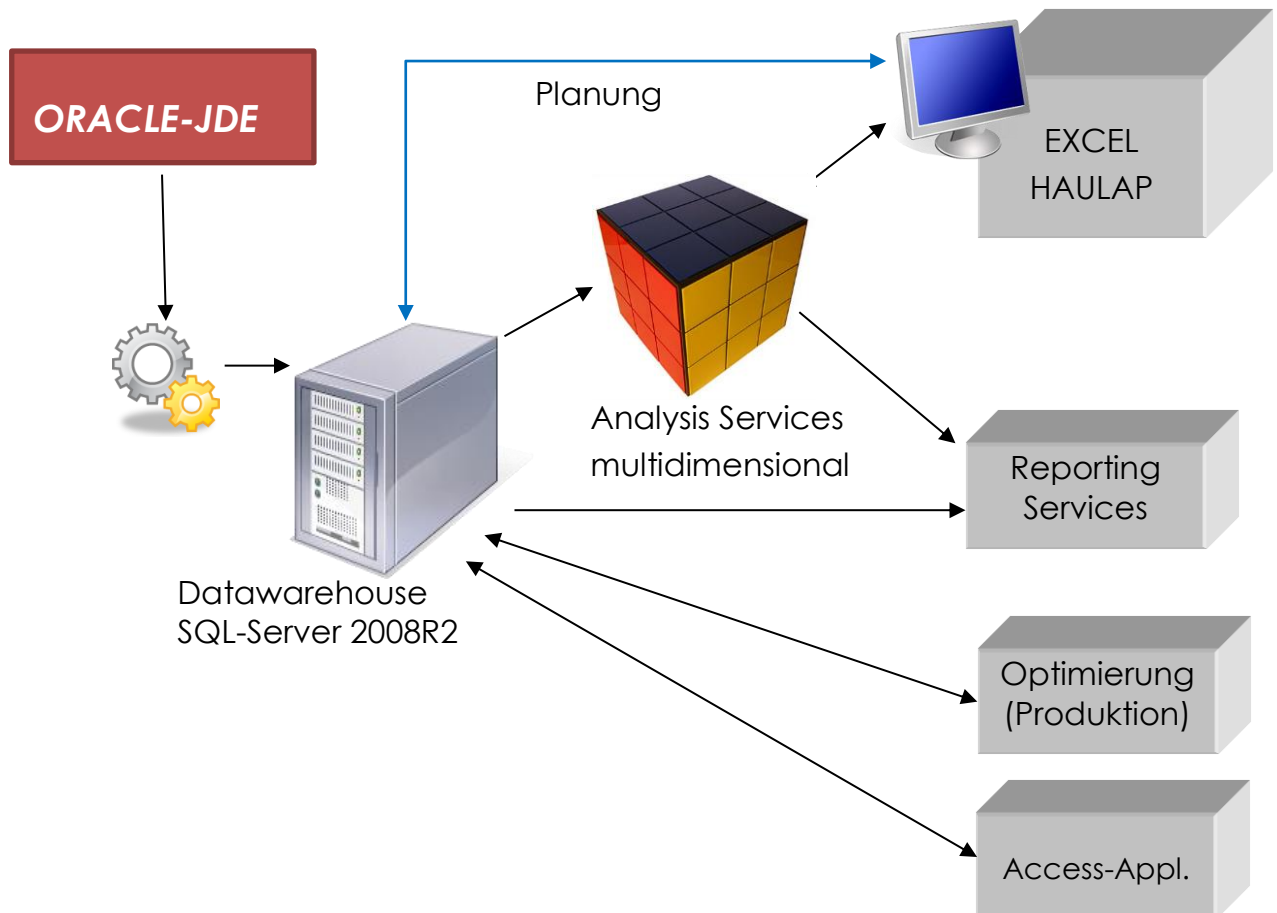 ORACLE-JDE
Planung
EXCEL
HAULAP
Analysis Services
multidimensional
Reporting
Services
Datawarehouse
SQL-Server 2008R2
Optimierung
(Produktion)
Access-Appl.